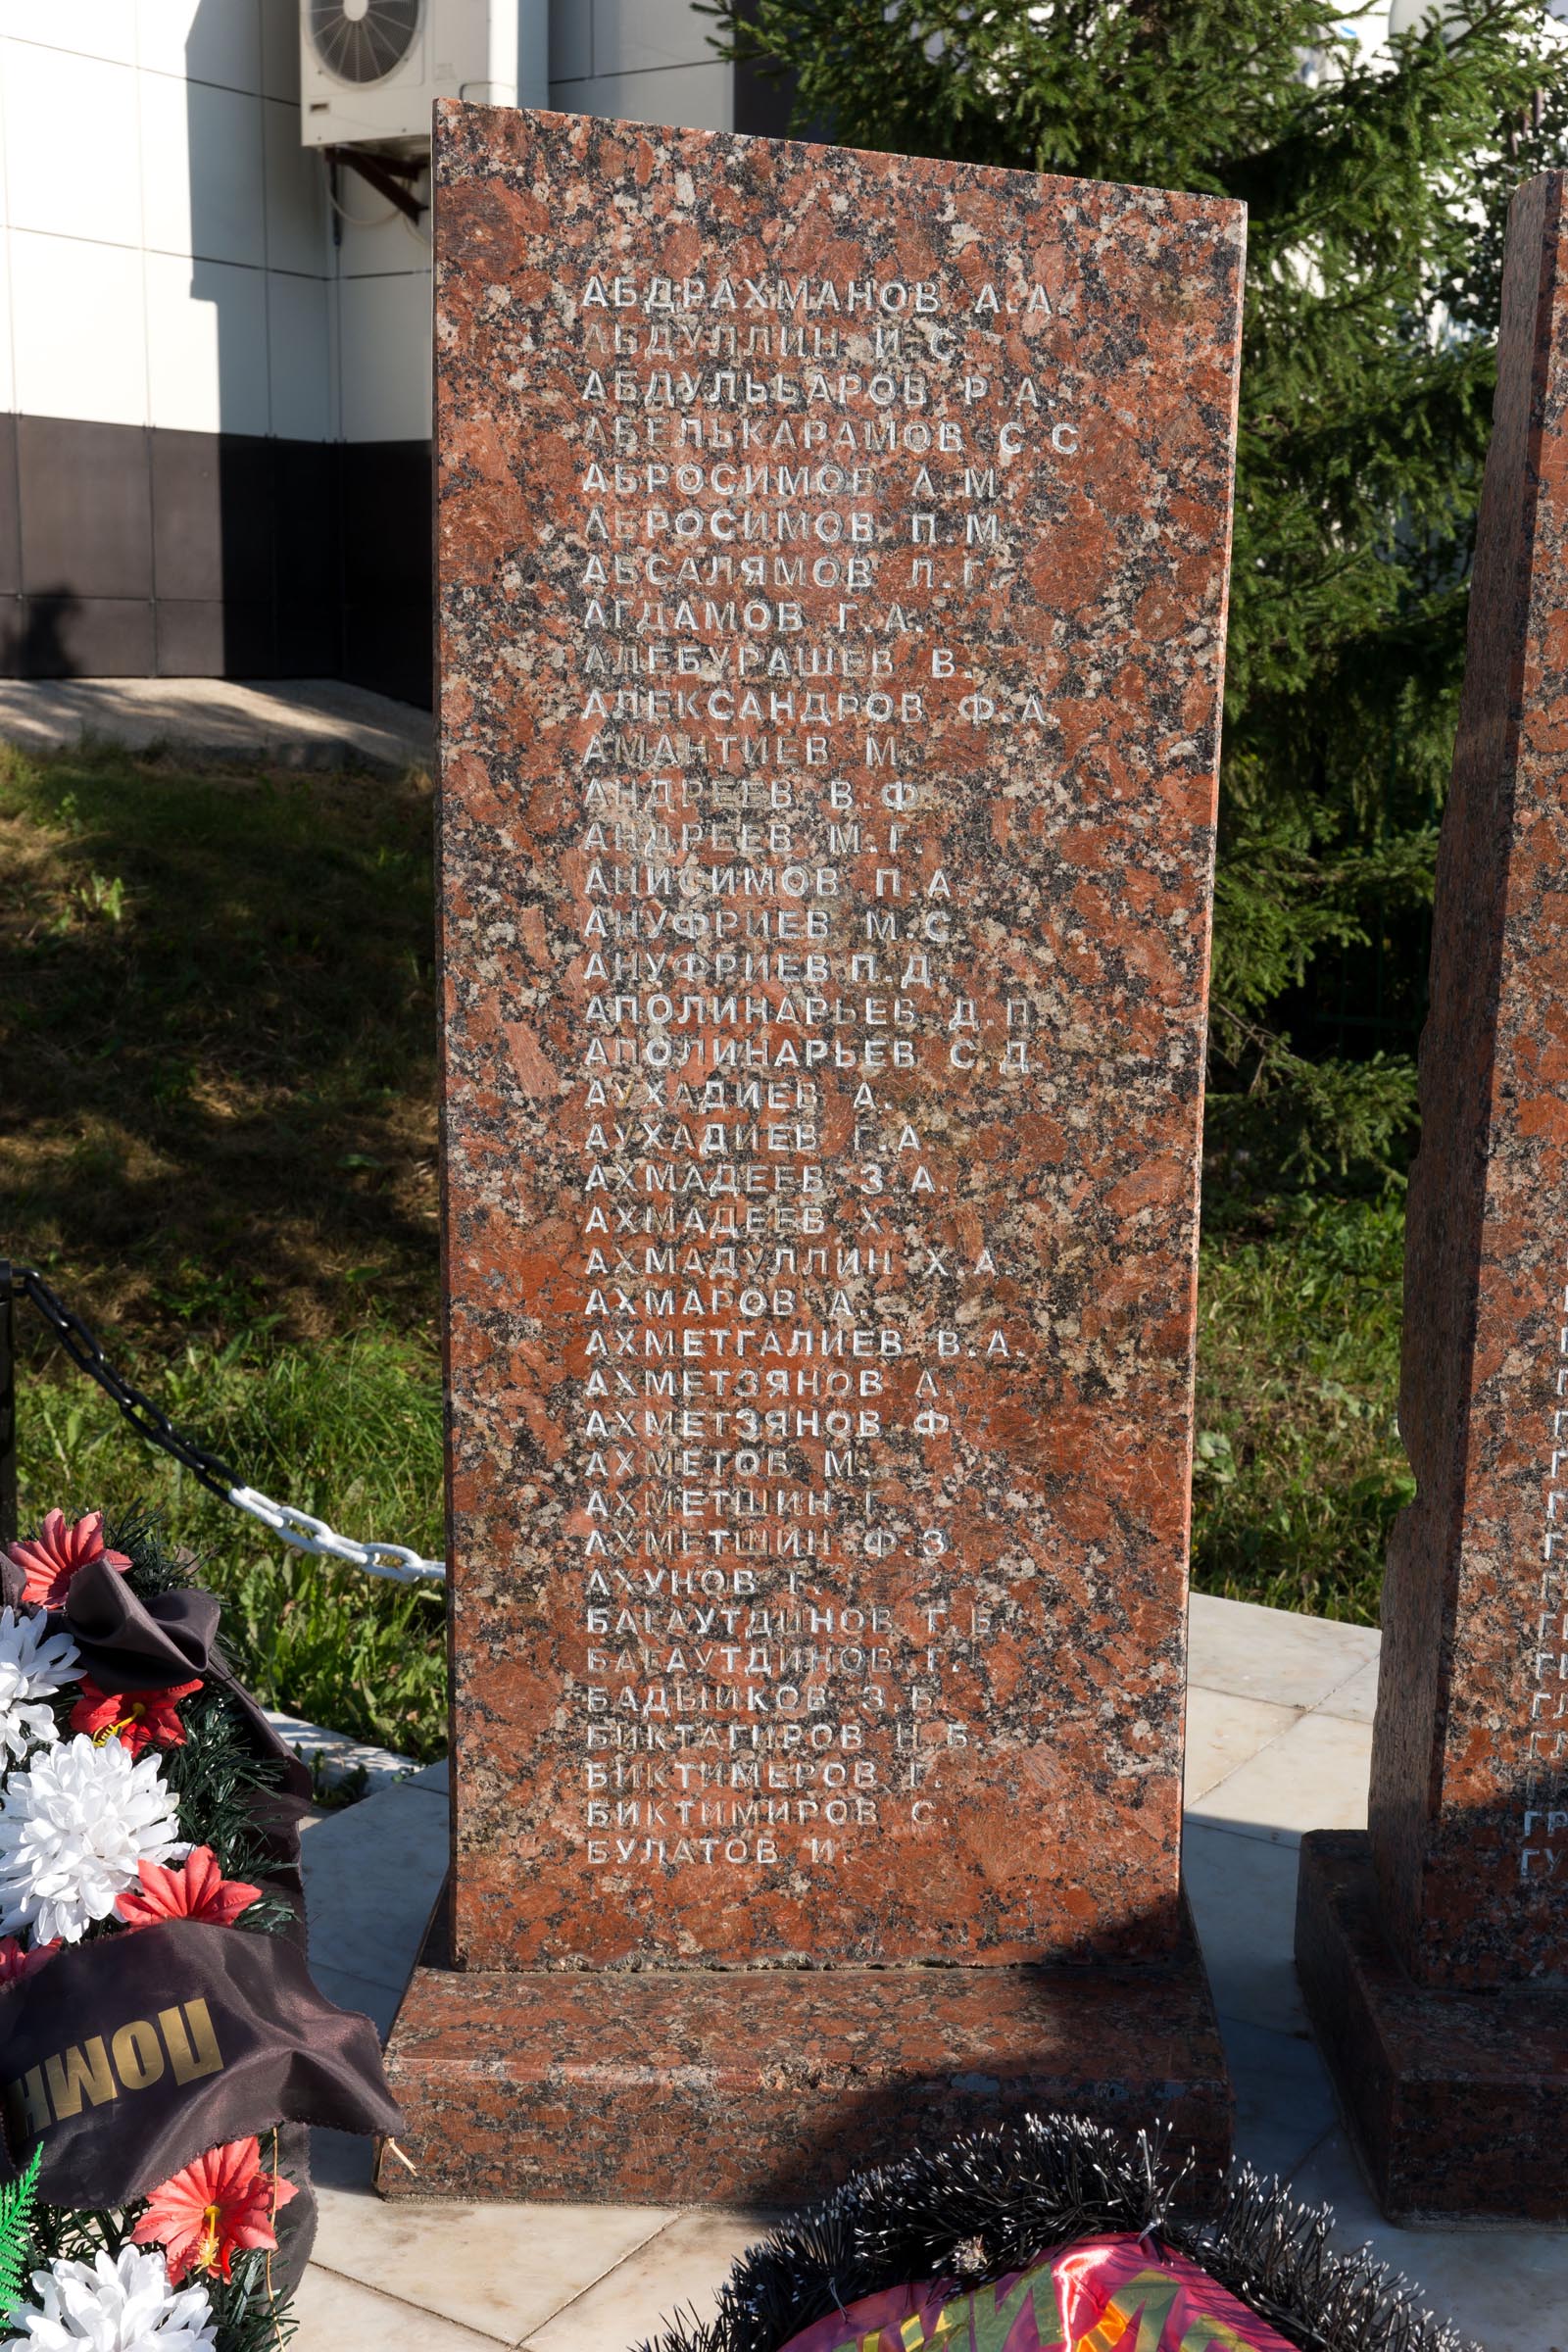 АБДРАХМАНОВ А.А.
АБДУЛЛИН И.С.
АБДУЛЬБАРОВ Р.А.
АБЕЛЬКАРАМОВ С.С
АБРОСИМОВ А.М.
АБРОСИМОВ П.М.
АБСАЛЯМОВ Л.Г.
АГДАМОВ Г.А.
АЛЕБУРАШЕВ В.
АЛЕКСАНДРОВ Ф.А.
АМАНТИЕВ М.
АНДРЕЕВ В.Ф.
АНДРЕЕВ М.Г.
АНИСИМОВ П.А.
АНУФРИЕВ М.С.
АНУФРИЕВ П.Д.
АПОЛИНАРЬЕВ Д.П.
АПОЛИНАРЬЕВ С.Д.
АУХАДИЕВ А.
АУХАДИЕВ Г.А.
АХМАДЕЕВ З.А.
АХМАДЕЕВ Х.
АХМАДУЛЛИН Х.А.
АХМАРОВ А.
АХМЕТГАЛИЕВ В.А.
АХМЕТЗЯНОВ А.
АХМЕТЗЯНОВ Ф.
АХМЕТОВ М.
АХМЕТШИН Г.
АХМЕТШИН Ф.З.
АХУНОВ Г.
БАГАУТДИНОВ Г.Б.
БАГАУТДИНОВ Г.
БАДЫЙКОВ З.Б.
БИКТАГИРОВ Н.Б.
БИКТИМЕРОВ Г.
БИКТИМИРОВ С.
БУЛАТОВ И.
ПОМН